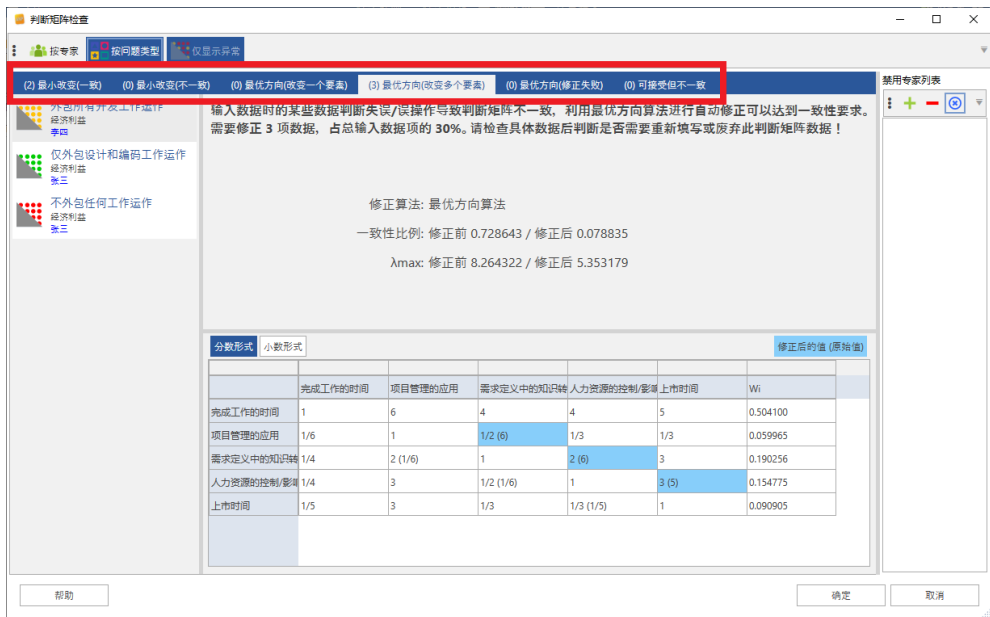 判断矩阵检查
按专家 按问题类型 仅显示异常
(2) 最小改变(一致) (0) 最小改变(不一致) (0) 最优方向(改变一个要素) (3) 最优方向(改变多个要素) (0) 最优方向(修正失败) (0) 可接受但不一致
禁用专家列表
外包所有开发工作运作
经济利益
李四
仅外包设计和编码工作运作
经济利益
张三
不外包任何工作运作
经济利益
张三
输入数据时的某些数据判断失误/误操作导致判断矩阵不一致，利用最优方向算法进行自动修正可以达到一致性要求。
需要修正 3 项数据，占总输入数据项的 30%。请检查具体数据后判断是否需要重新填写或废弃此判断矩阵数据！
修正算法: 最优方向算法
一致性比例: 修正前 0.728643 / 修正后 0.078835
λmax: 修正前 8.264322 / 修正后 5.353179
分数形式 小数形式 修正后的值 (原始值)
完成工作的时间 项目管理的应用 需求定义中的知识转 人力资源的控制/影响 上市时间 Wi
完成工作的时间 1 6 4 4 5 0.504100
项目管理的应用 1/6 1 1/2 (6) 1/3 1/3 0.059965
需求定义中的知识转 1/4 2 (1/6) 1 2 (6) 3 0.190256
人力资源的控制/影响 1/4 3 1/2 (1/6) 1 3 (5) 0.154775
上市时间 1/5 3 1/3 1/3 (1/5) 1 0.090905
帮助 确定 取消